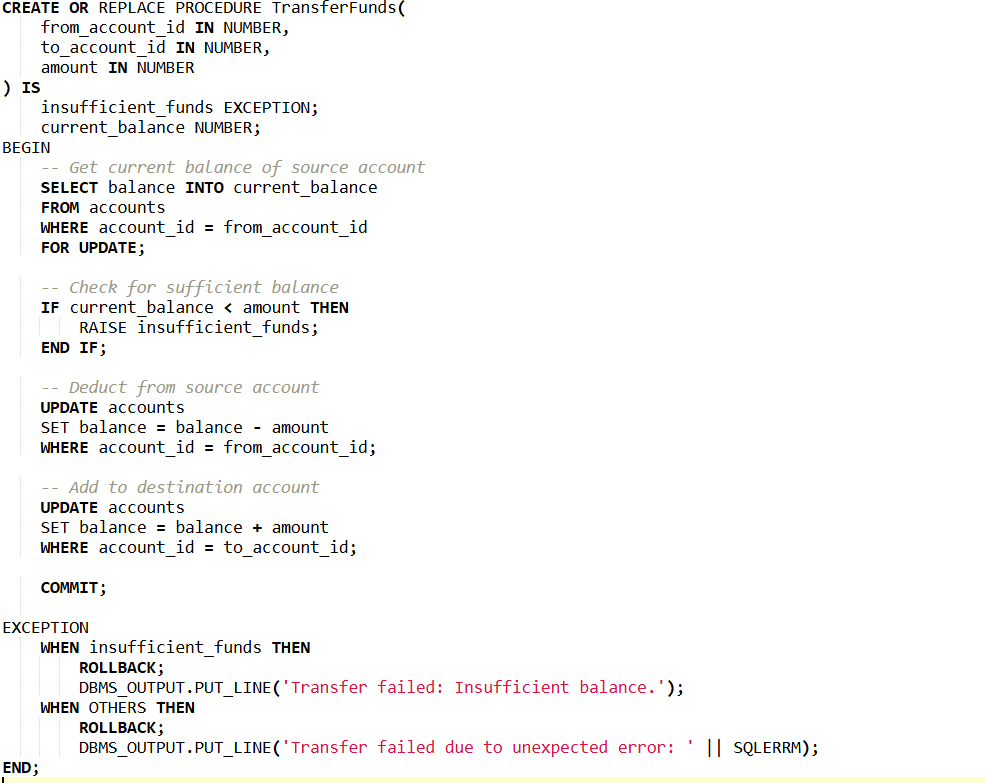 CREATE OR REPLACE PROCEDURE TransferFunds(
    from_account_id IN NUMBER,
    to_account_id IN NUMBER,
    amount IN NUMBER
) IS
    insufficient_funds EXCEPTION;
    current_balance NUMBER;
BEGIN
    -- Get current balance of source account
    SELECT balance INTO current_balance
    FROM accounts
    WHERE account_id = from_account_id
    FOR UPDATE;

    -- Check for sufficient balance
    IF current_balance < amount THEN
        RAISE insufficient_funds;
    END IF;

    -- Deduct from source account
    UPDATE accounts
    SET balance = balance - amount
    WHERE account_id = from_account_id;

    -- Add to destination account
    UPDATE accounts
    SET balance = balance + amount
    WHERE account_id = to_account_id;

    COMMIT;

EXCEPTION
    WHEN insufficient_funds THEN
        ROLLBACK;
        DBMS_OUTPUT.PUT_LINE('Transfer failed: Insufficient balance.');
    WHEN OTHERS THEN
        ROLLBACK;
        DBMS_OUTPUT.PUT_LINE('Transfer failed due to unexpected error: ' || SQLERRM);
END;